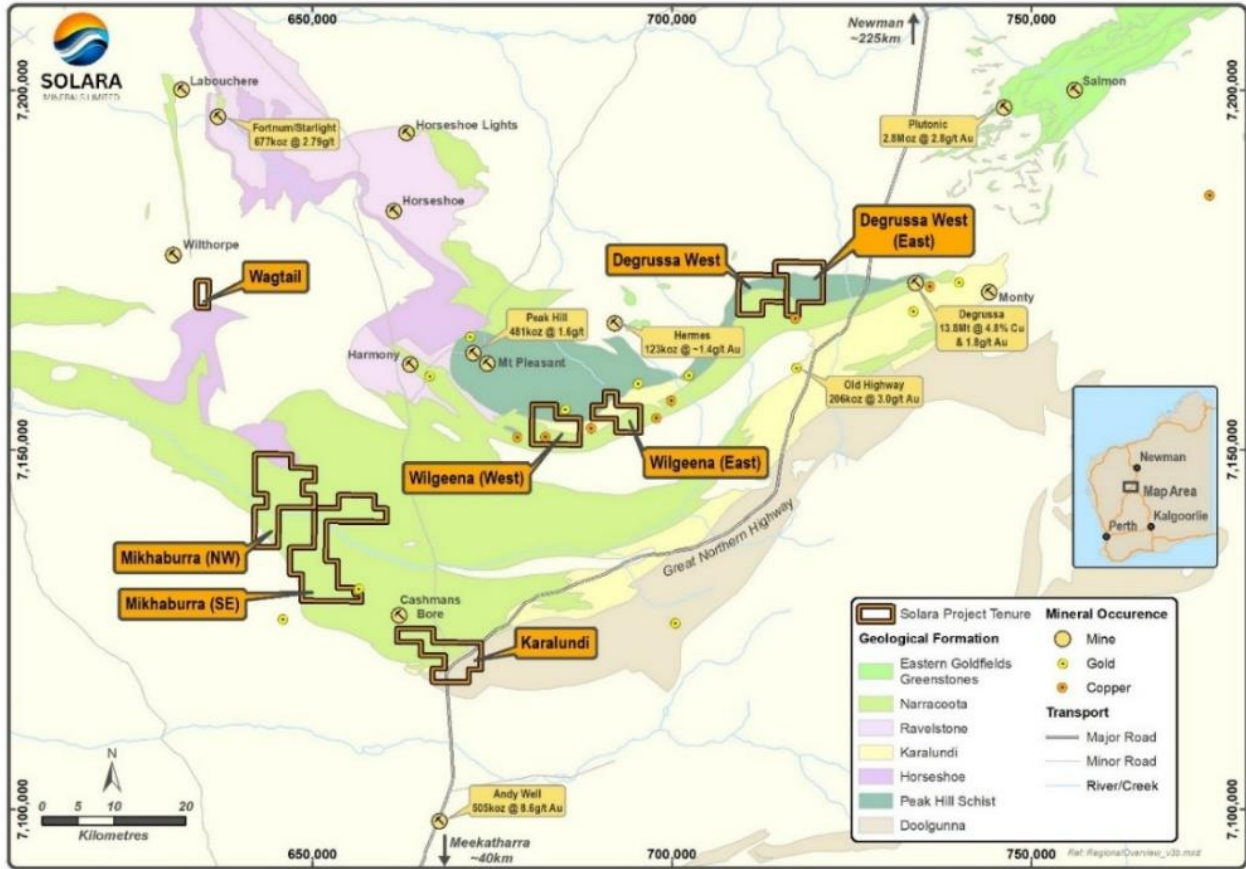 650,000
700,000
750,000
Newman
~225km
SOLARA
MINERALS LIMITED
7,200,000
7,200,000
Labouchere
Fortnum/Starlight
677koz @ 2.79g/t
Horseshoe Lights
Salmon
Plutonic
2.8Moz @ 2.8g/t Au
Horseshoe
Wilthorpe
Wagtail
Degrussa West
Degrussa West
(East)
Monty
Degrussa
13.8Mt @ 4.8% Cu
& 1.8g/t Au
Peak Hill
481koz @ 1.6g/t
Hermes
123koz @ ~1.4g/t Au
Harmony
Mt Pleasant
Old Highway
206koz @ 3.0g/t Au
7,150,000
7,150,000
Wilgeena (West)
Wilgeena (East)
Newman
Map Area
Kalgoorlie
Perth
Mikhaburra (NW)
Mikhaburra (SE)
Great Northern Highway
Cashmans
Bore
Karalundi
Solara Project Tenure
Geological Formation
Eastern Goldfields
Greenstones
Narracoota
Ravelstone
Karalundi
Horseshoe
Peak Hill Schist
Doolgunna
Mineral Occurence
Mine
Gold
Copper
Transport
Major Road
Minor Road
River/Creek
N
0 5 10 20
Kilometres
7,100,000
7,100,000
Andy Well
505koz @ 8.6g/t Au
Meekatharra
~40km
650,000
700,000
750,000
Ref: RegionalOverview_v3b.mxd